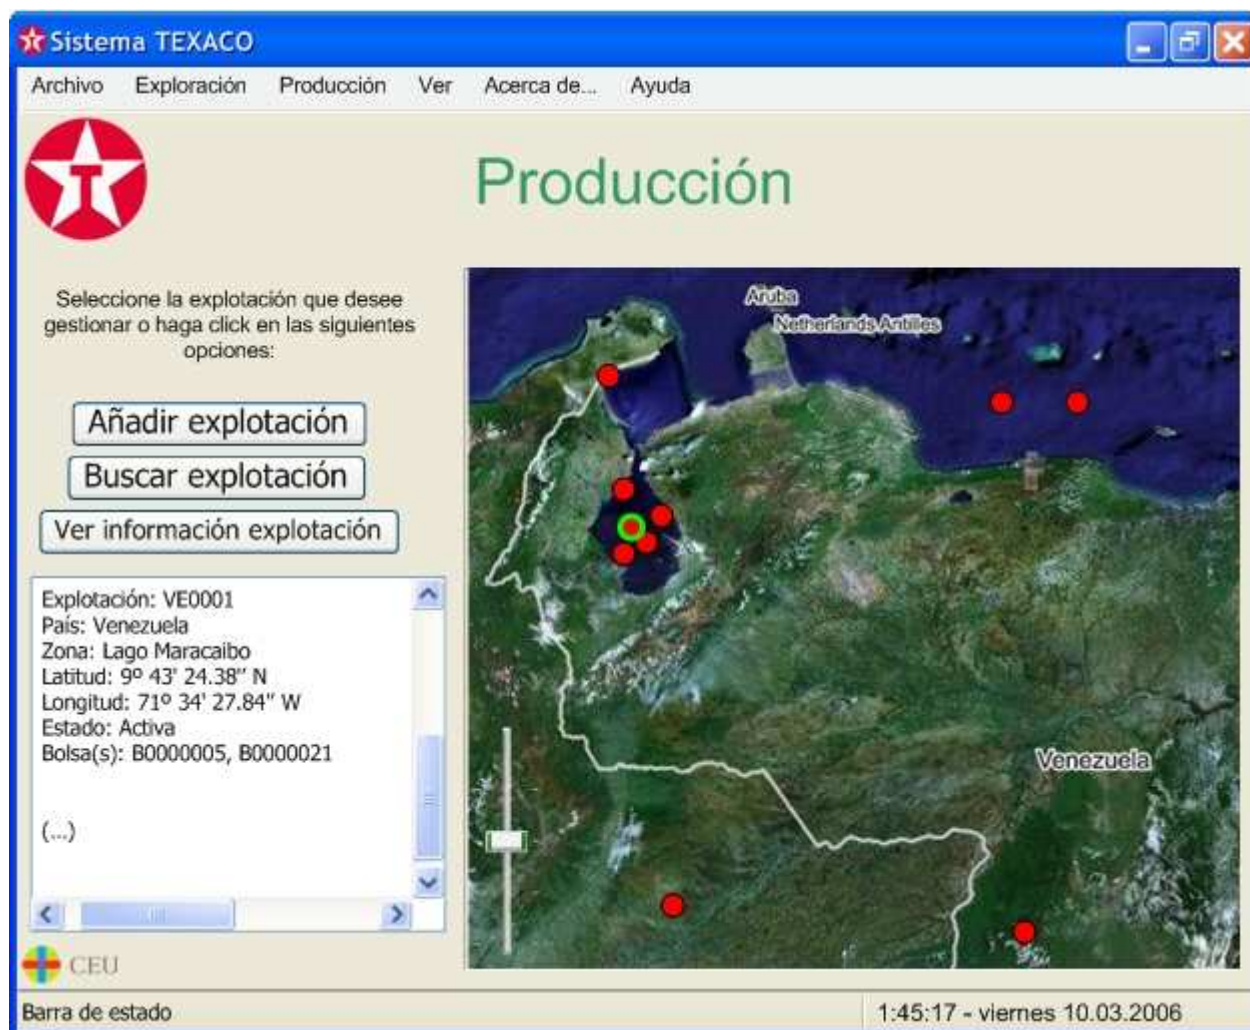 Sistema TEXACO
Archivo Exploración Producción Ver Acerca de... Ayuda
T
Producción
Seleccione la explotación que desee
gestionar o haga click en las siguientes
opciones:
Añadir explotación
Buscar explotación
Ver información explotación
Explotación: VE0001
País: Venezuela
Zona: Lago Maracaibo
Latitud: 9º 43' 24.38" N
Longitud: 71º 34' 27.84" W
Estado: Activa
Bolsa(s): B0000005, B0000021
(...)
Aruba
Netherlands Antilles
Venezuela
CEU
Barra de estado
1:45:17 - viernes 10.03.2006